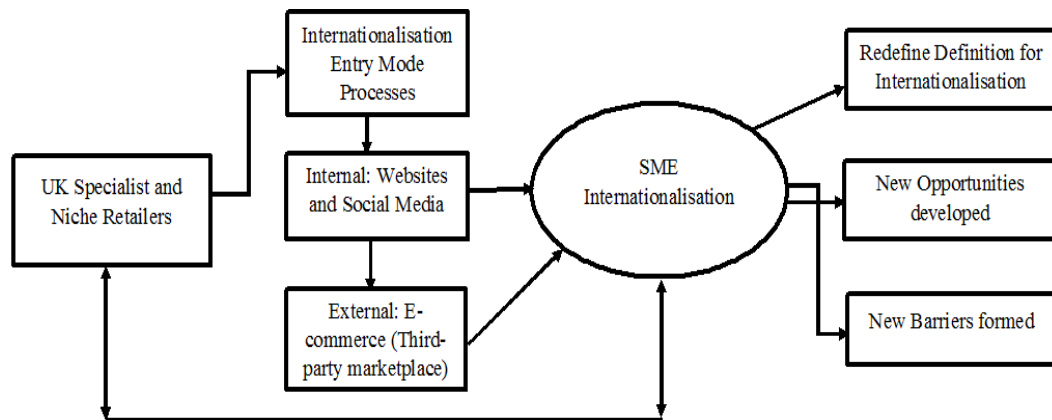 UK Specialist and
Niche Retailers
Internationalisation
Entry Mode
Processes
Internal: Websites
and Social Media
External: E-
commerce (Third-
party marketplace)
SME
Internationalisation
Redefine Definition for
Internationalisation
New Opportunities
developed
New Barriers formed